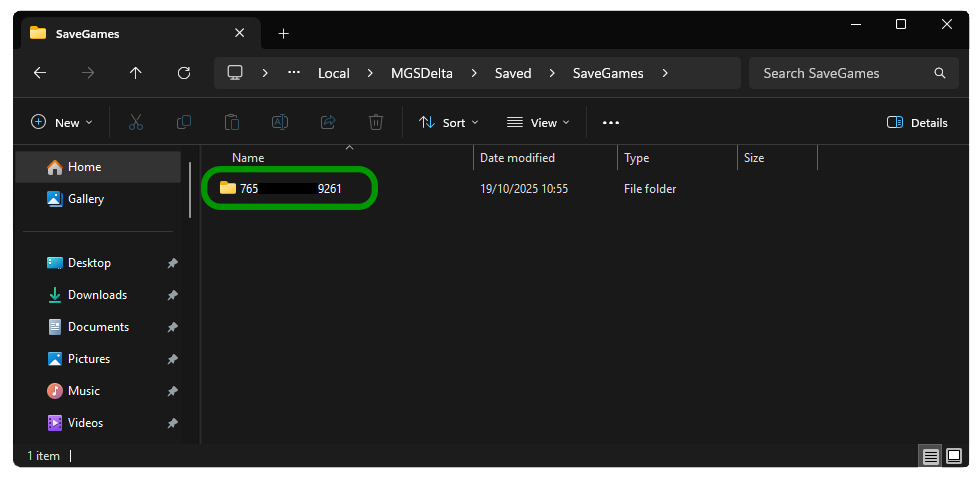 SaveGames
Local > MGSDelta > Saved > SaveGames >
Search SaveGames
New
Sort
View
Details
Name
Date modified
Type
Size
765 9261
19/10/2025 10:55
File folder
Home
Gallery
Desktop
Downloads
Documents
Pictures
Music
Videos
1 item